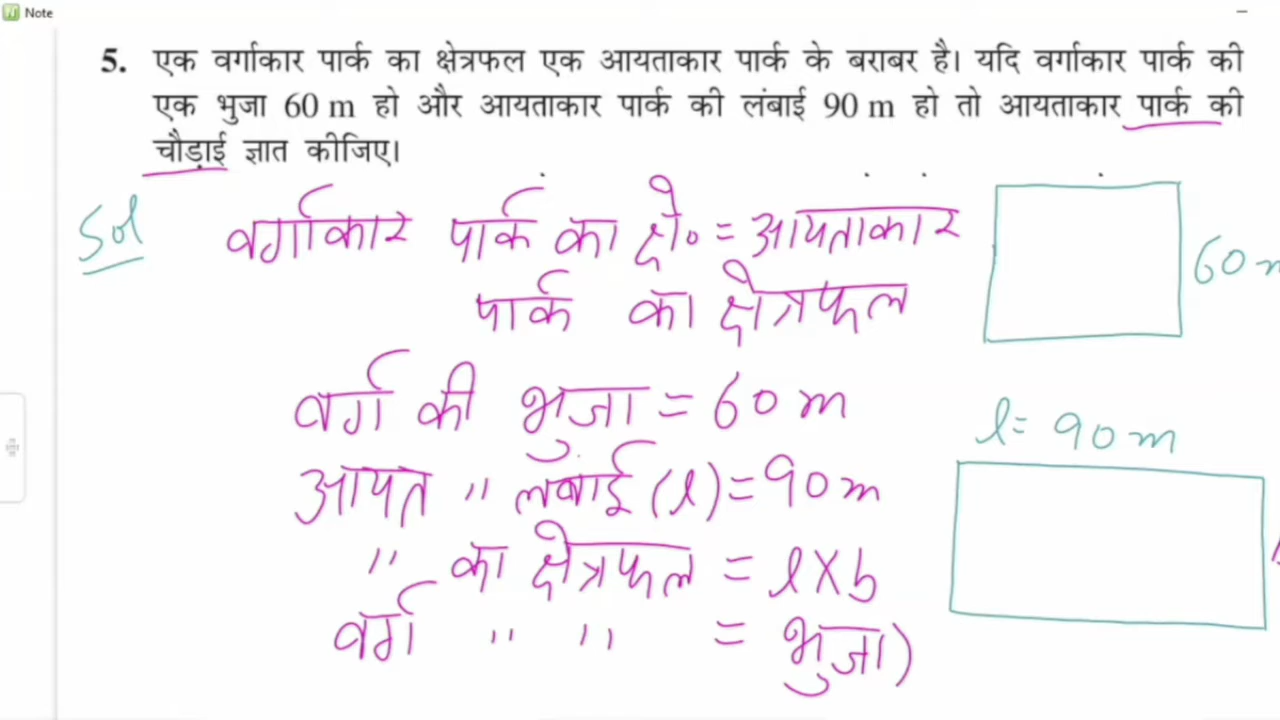 Note
5. एक वर्गाकार पार्क का क्षेत्रफल एक आयताकार पार्क के बराबर है। यदि वर्गाकार पार्क की
एक भुजा 60 m हो और आयताकार पार्क की लंबाई 90 m हो तो आयताकार पार्क की
चौड़ाई ज्ञात कीजिए।
Sol
वर्गाकार पार्क का क्षे० = आयताकार
पार्क का क्षेत्रफल
60 m
वर्ग की भुजा = 60 m
l = 90 m
आयत " लंबाई (l) = 90 m
" का क्षेत्रफल = l X b
वर्ग " " = भुजा)